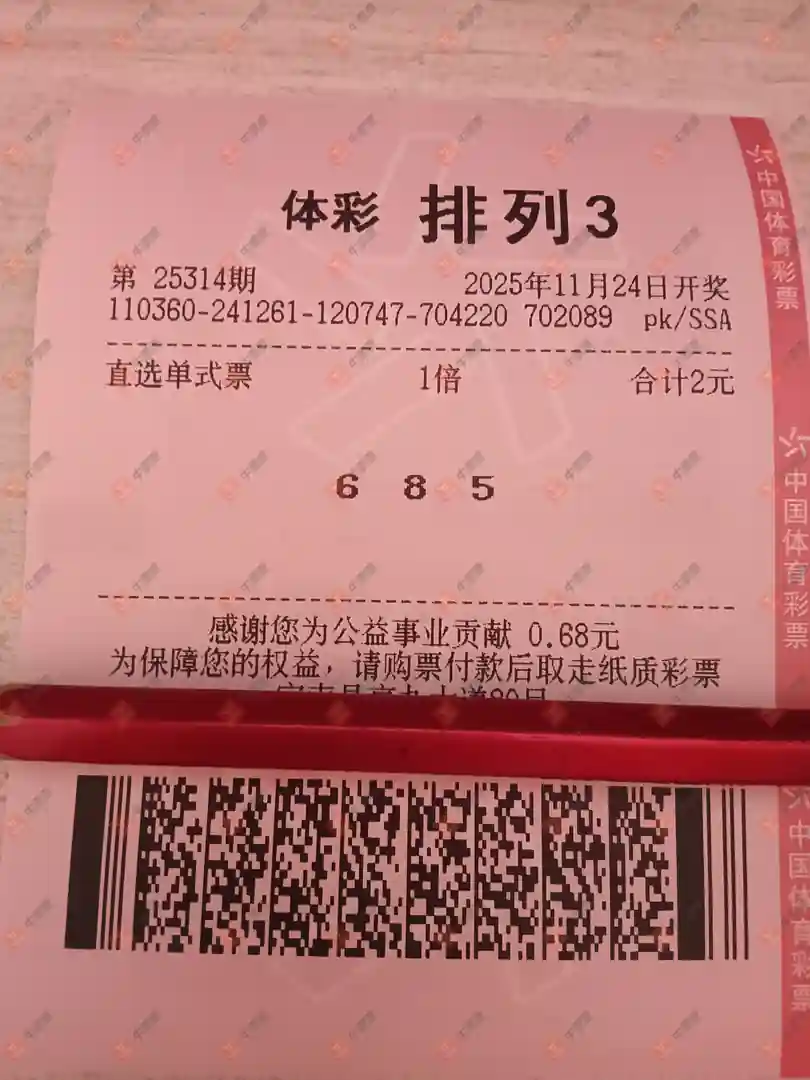 体彩 排列3
第 25314期 2025年11月24日开奖
110360-241261-120747-704220 702089 pk/SSA
直选单式票 1倍 合计2元
6 8 5
感谢您为公益事业贡献 0.68元
为保障您的权益，请购票付款后取走纸质彩票
中国体育彩票
中国体育彩票
中国体育彩票